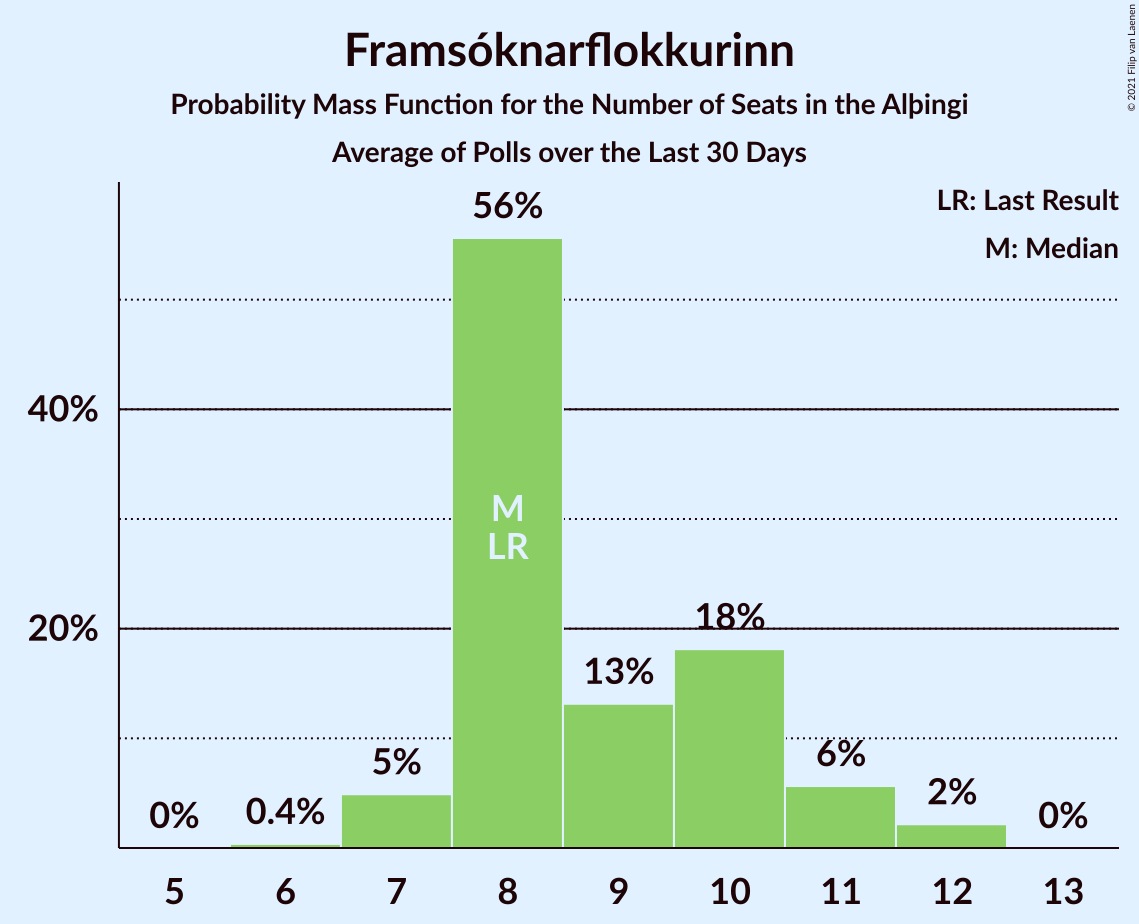 Framsóknarflokkurinn
Probability Mass Function for the Number of Seats in the Alþingi
Average of Polls over the Last 30 Days
© 2021 Filip van Laenen
LR: Last Result
M: Median
56%
40%
M
LR
20%
18%
13%
5%
6%
0%
0.4%
2%
0%
5 6 7 8 9 10 11 12 13